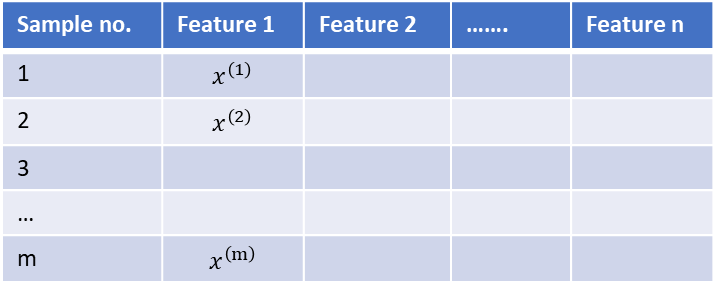 Sample no. Feature 1 Feature 2 ....... Feature n
1 x^(1)
2 x^(2)
3
...
m x^(m)